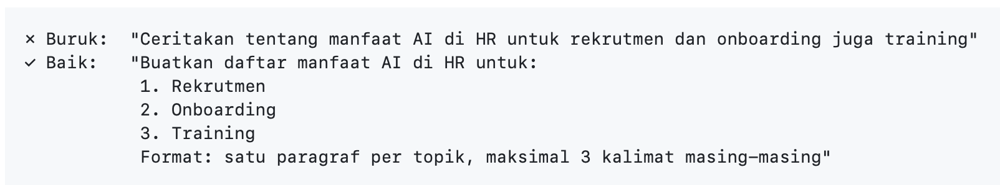 × Buruk: "Ceritakan tentang manfaat AI di HR untuk rekrutmen dan onboarding juga training"
✓ Baik: "Buatkan daftar manfaat AI di HR untuk:
1. Rekrutmen
2. Onboarding
3. Training
Format: satu paragraf per topik, maksimal 3 kalimat masing-masing"